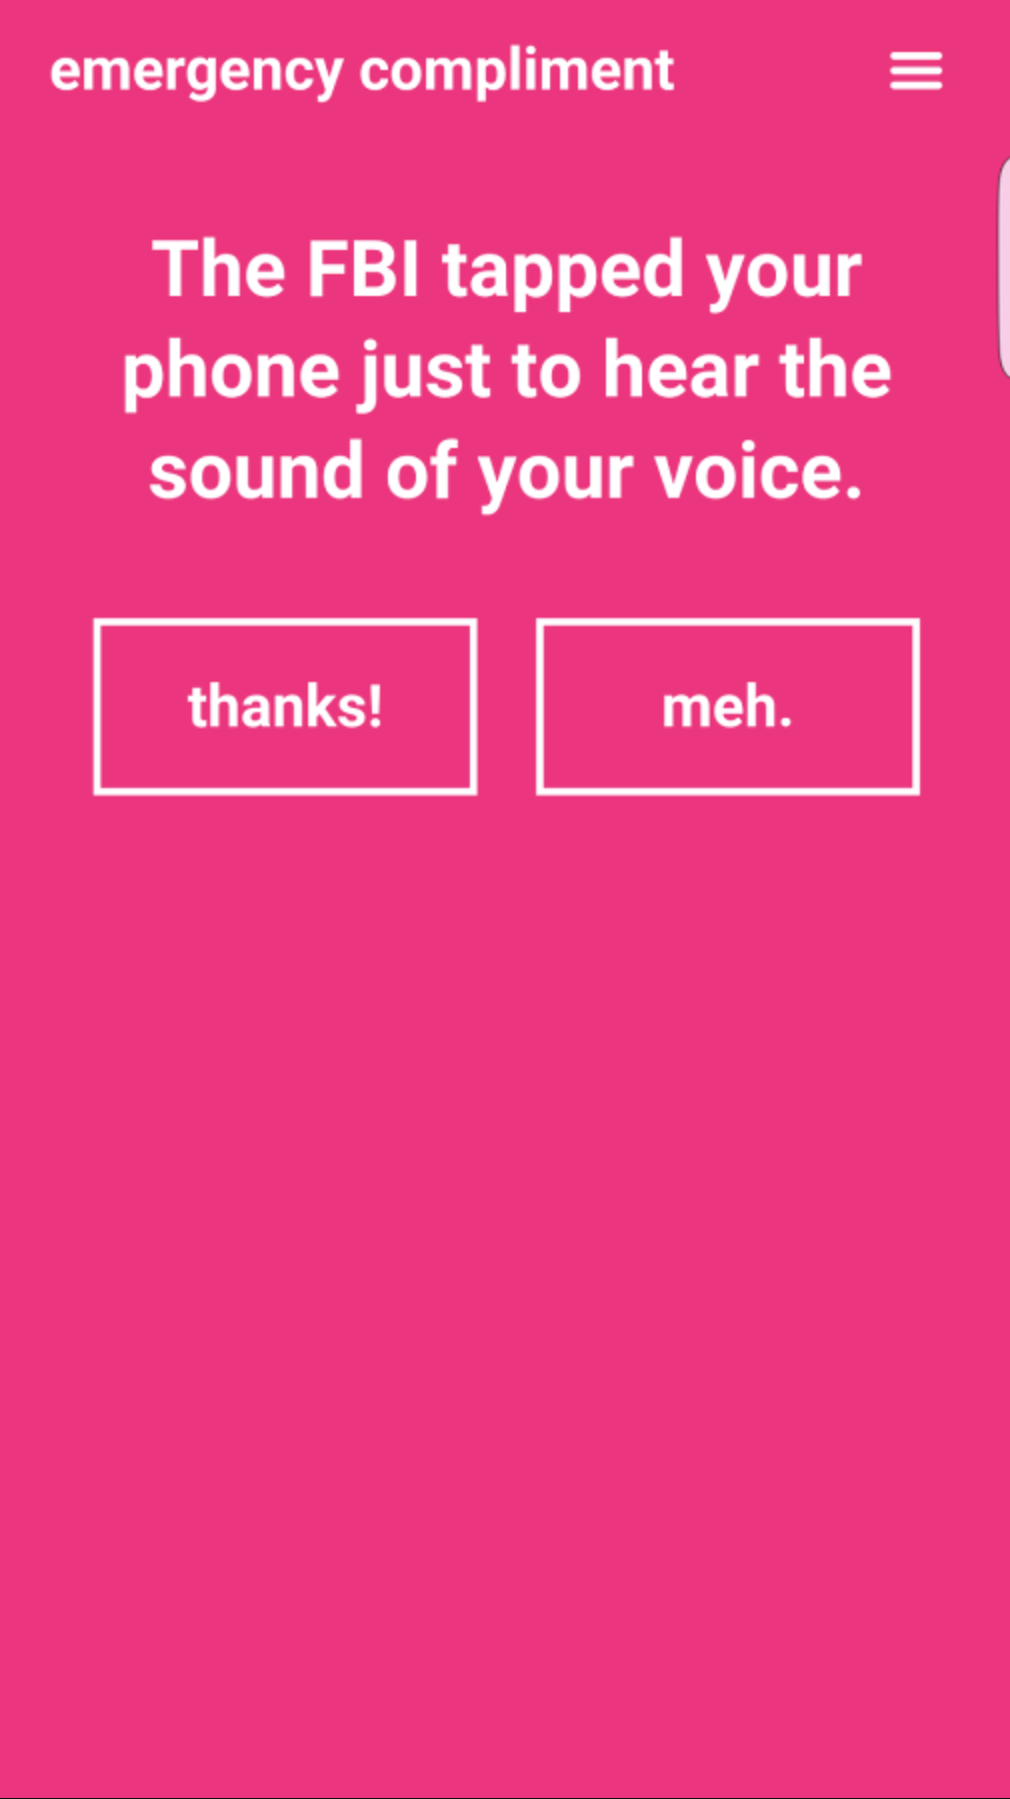 emergency compliment
The FBI tapped your
phone just to hear the
sound of your voice.
thanks!
meh.